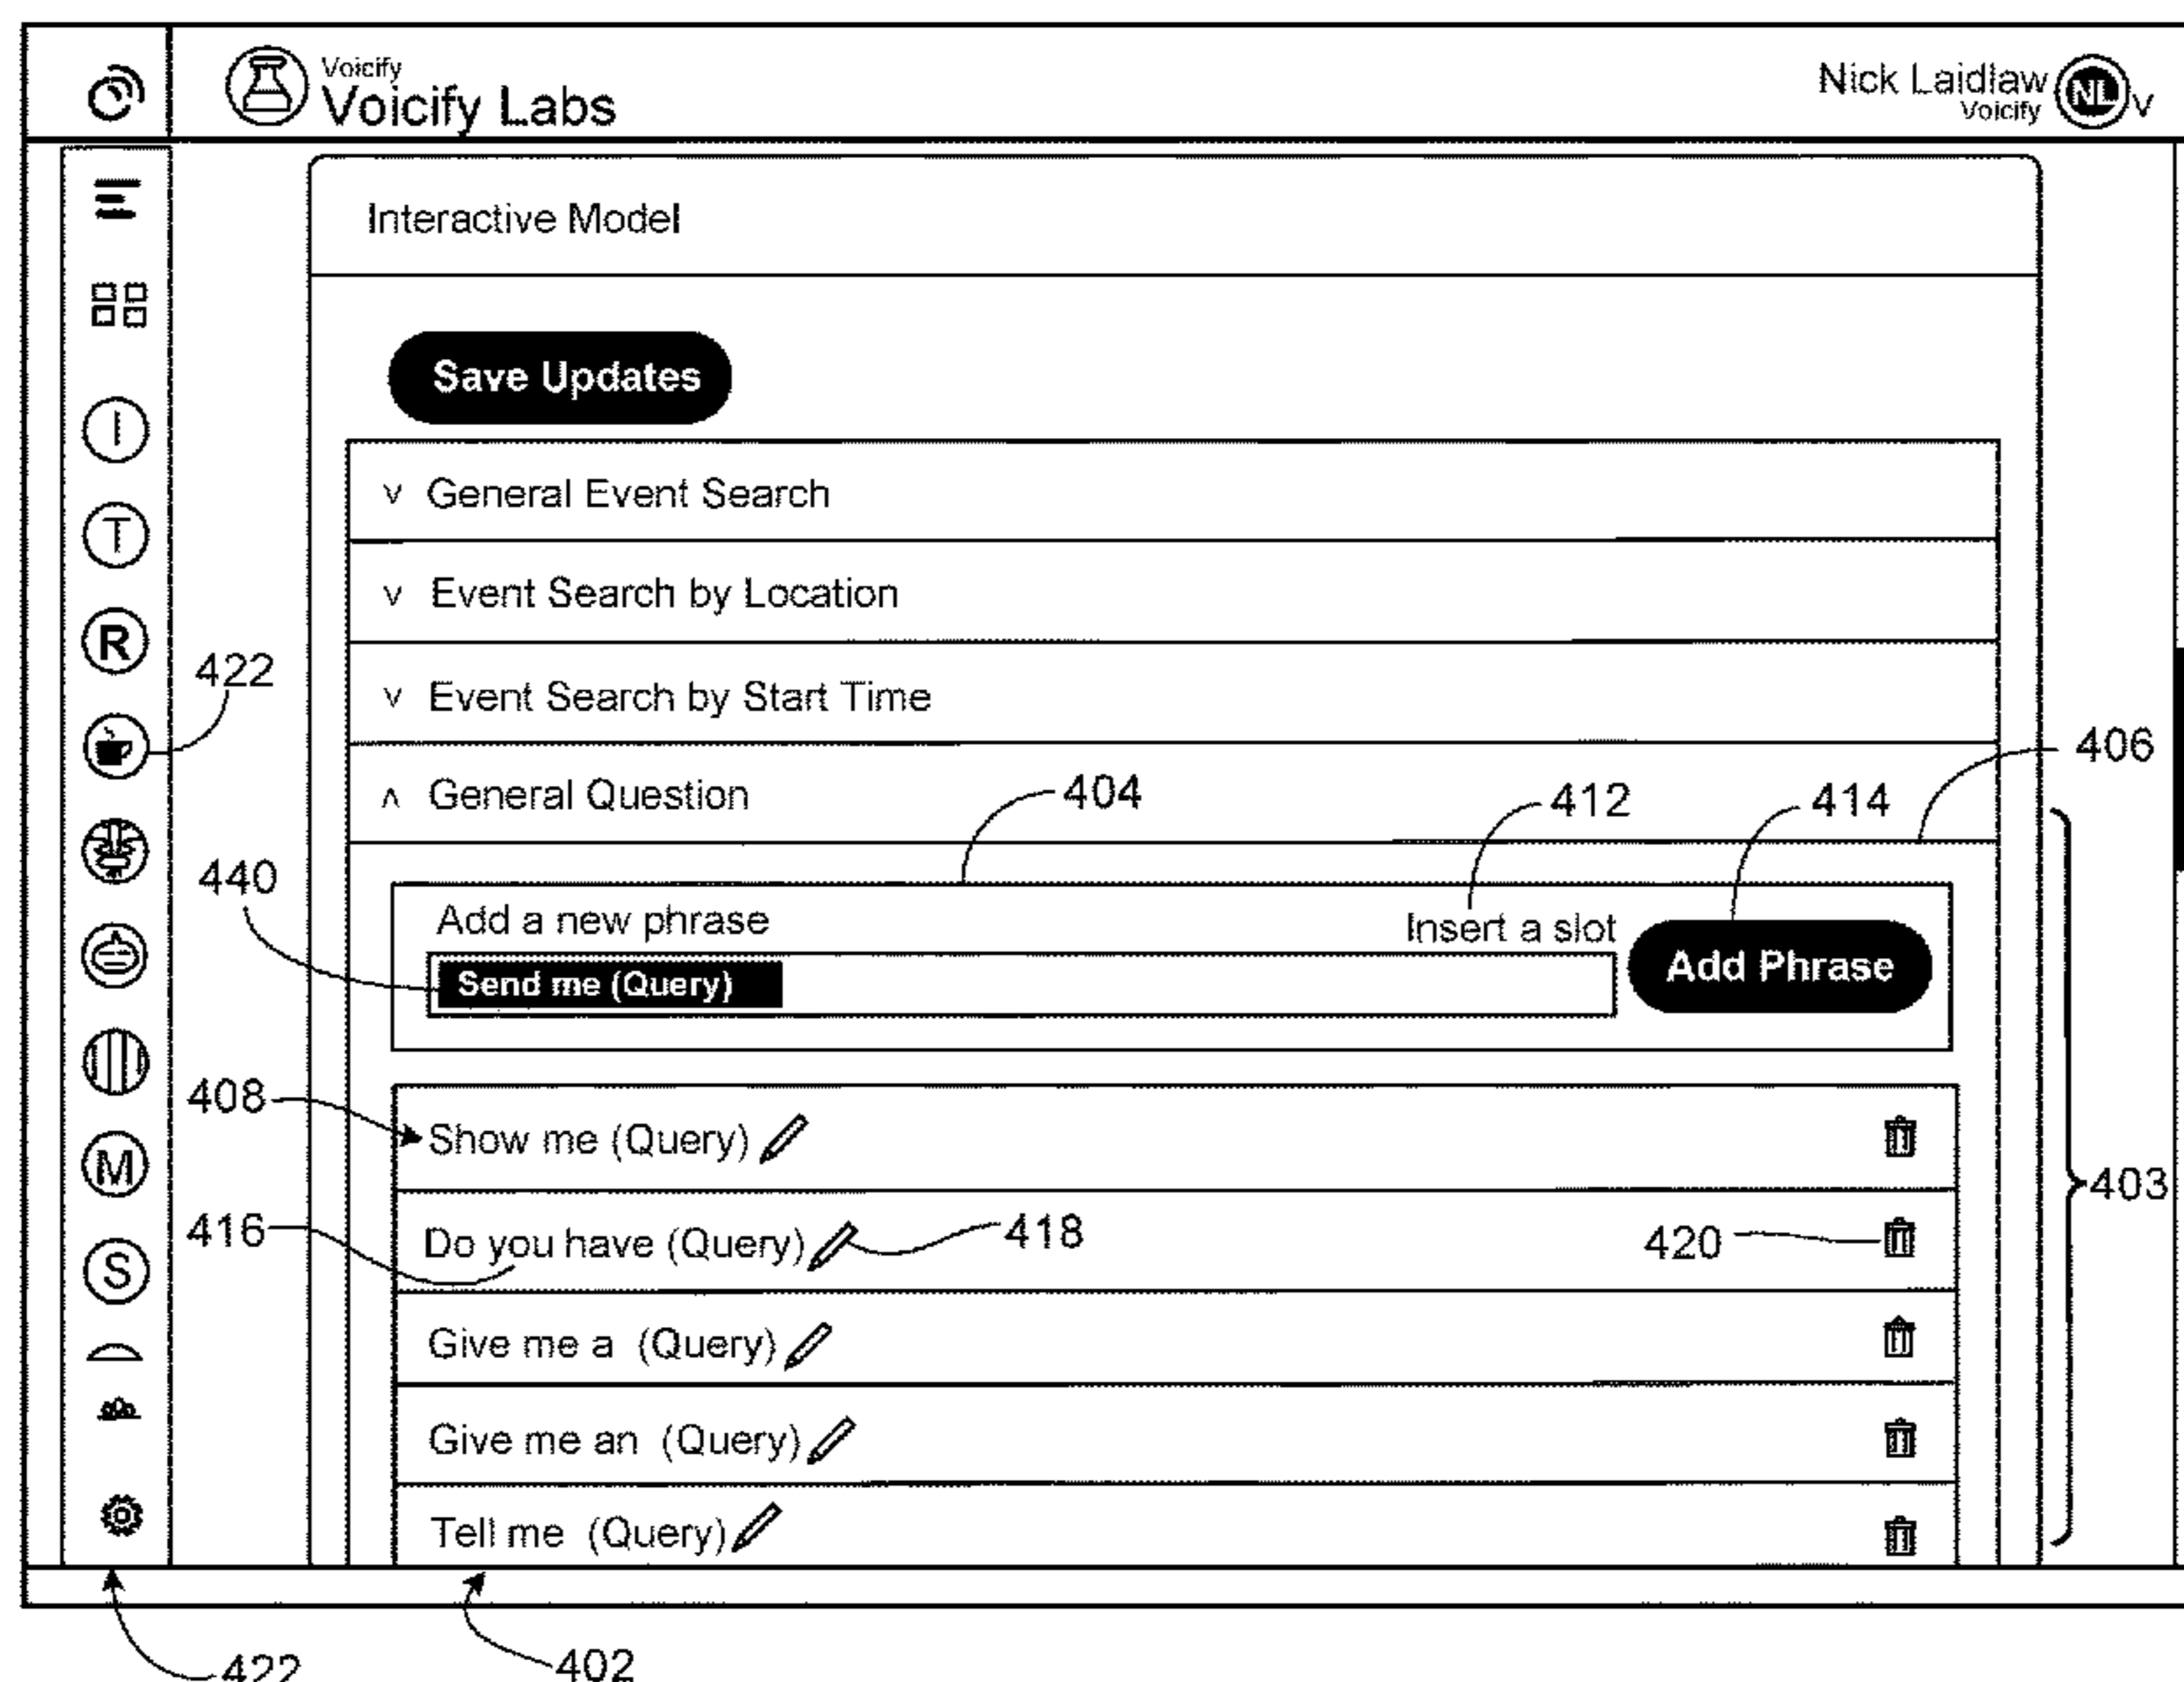 Voicify
Voicify Labs
Nick Laidlaw
Voicify
NL
V
Interactive Model
Save Updates
I
T
R
M
S
422
v General Event Search
v Event Search by Location
v Event Search by Start Time
406
^ General Question
404
412
414
440
Add a new phrase
Insert a slot
Send me (Query)
Add Phrase
408
Show me (Query)
403
416
Do you have (Query)
418
420
Give me a (Query)
Give me an (Query)
Tell me (Query)
422
402